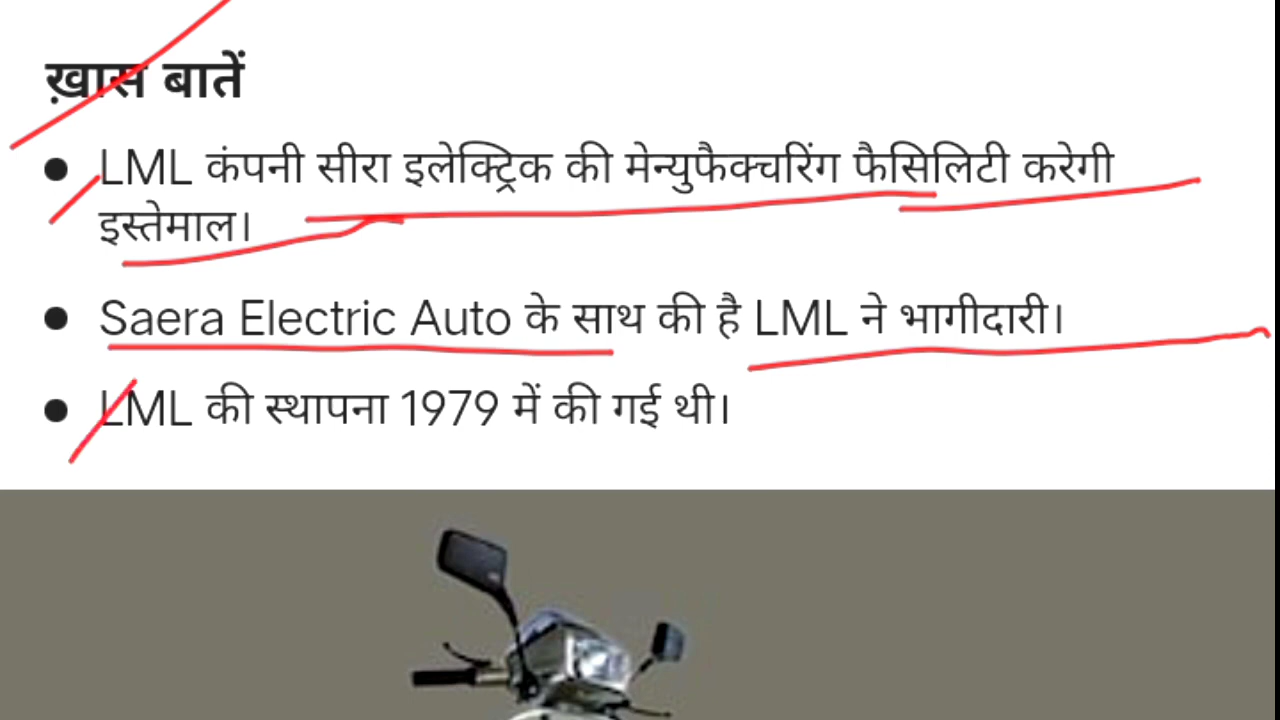 ख़ास बातें
LML कंपनी सीरा इलेक्ट्रिक की मेन्युफैक्चरिंग फैसिलिटी करेगी
इस्तेमाल।
Saera Electric Auto के साथ की है LML ने भागीदारी।
LML की स्थापना 1979 में की गई थी।